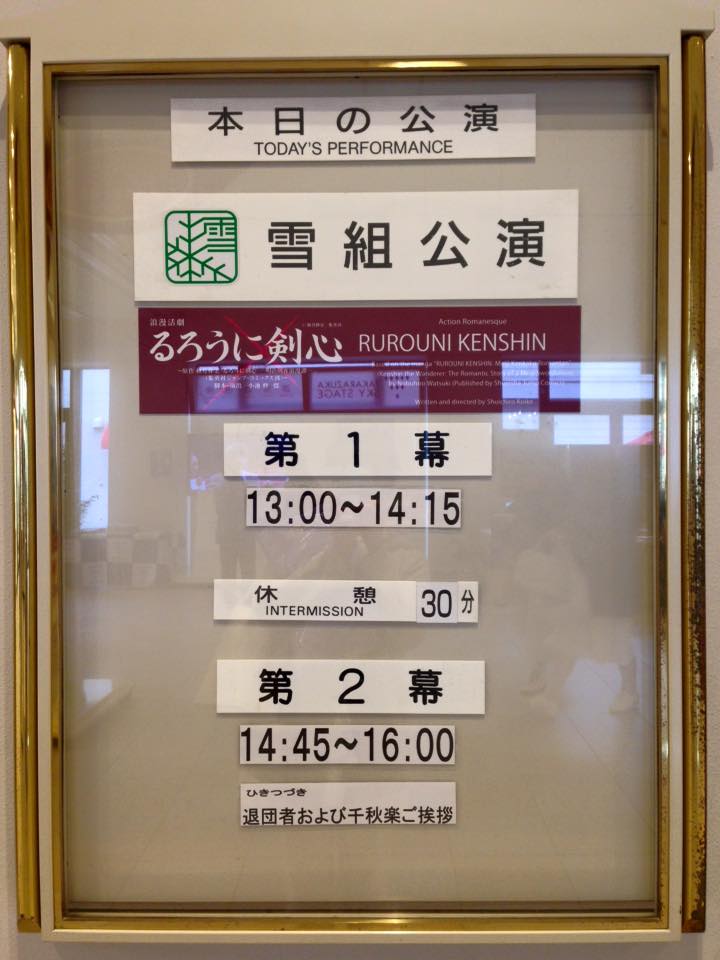 本日の公演
TODAY'S PERFORMANCE
雪
雪組公演
浪漫活劇
るろうに剣心
Action Romanesque
RUROUNI KENSHIN
Written and directed by Shuichiro Koike
第1幕
13:00～14:15
休憩 30分
INTERMISSION
第2幕
14:45～16:00
ひきつづき
退団者および千秋楽ご挨拶